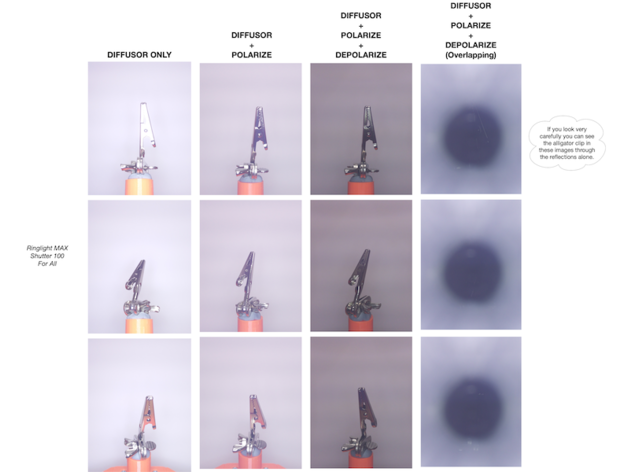 DIFFUSOR ONLY
DIFFUSOR
+
POLARIZE
DIFFUSOR
+
POLARIZE
+
DEPOLARIZE
DIFFUSOR
+
POLARIZE
+
DEPOLARIZE
(Overlapping)
If you look very
carefully you can see
the alligator clip in
these images through
the reflections alone.
Ringlight MAX
Shutter 100
For All